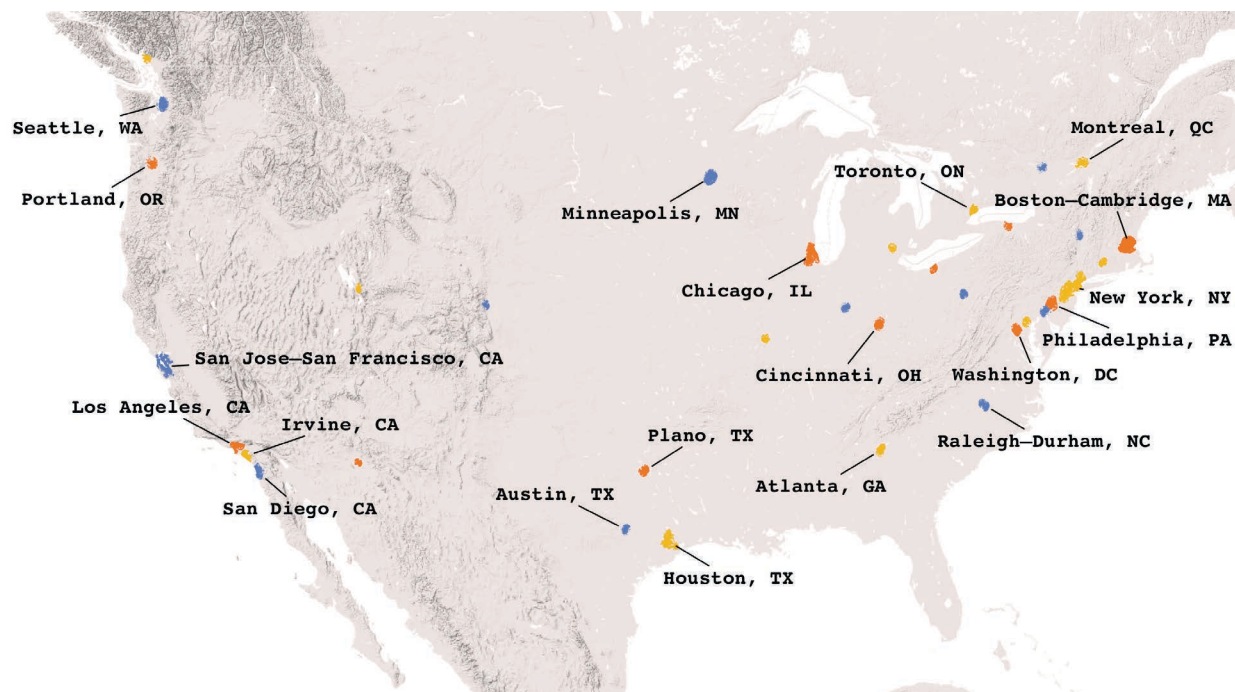 Seattle, WA
Montreal, QC
Toronto, ON
Portland, OR
Boston—Cambridge, MA
Minneapolis, MN
Chicago, IL
New York, NY
Philadelphia, PA
San Jose—San Francisco, CA
Cincinnati, OH
Washington, DC
Los Angeles, CA
Irvine, CA
Plano, TX
Raleigh—Durham, NC
Atlanta, GA
Austin, TX
San Diego, CA
Houston, TX